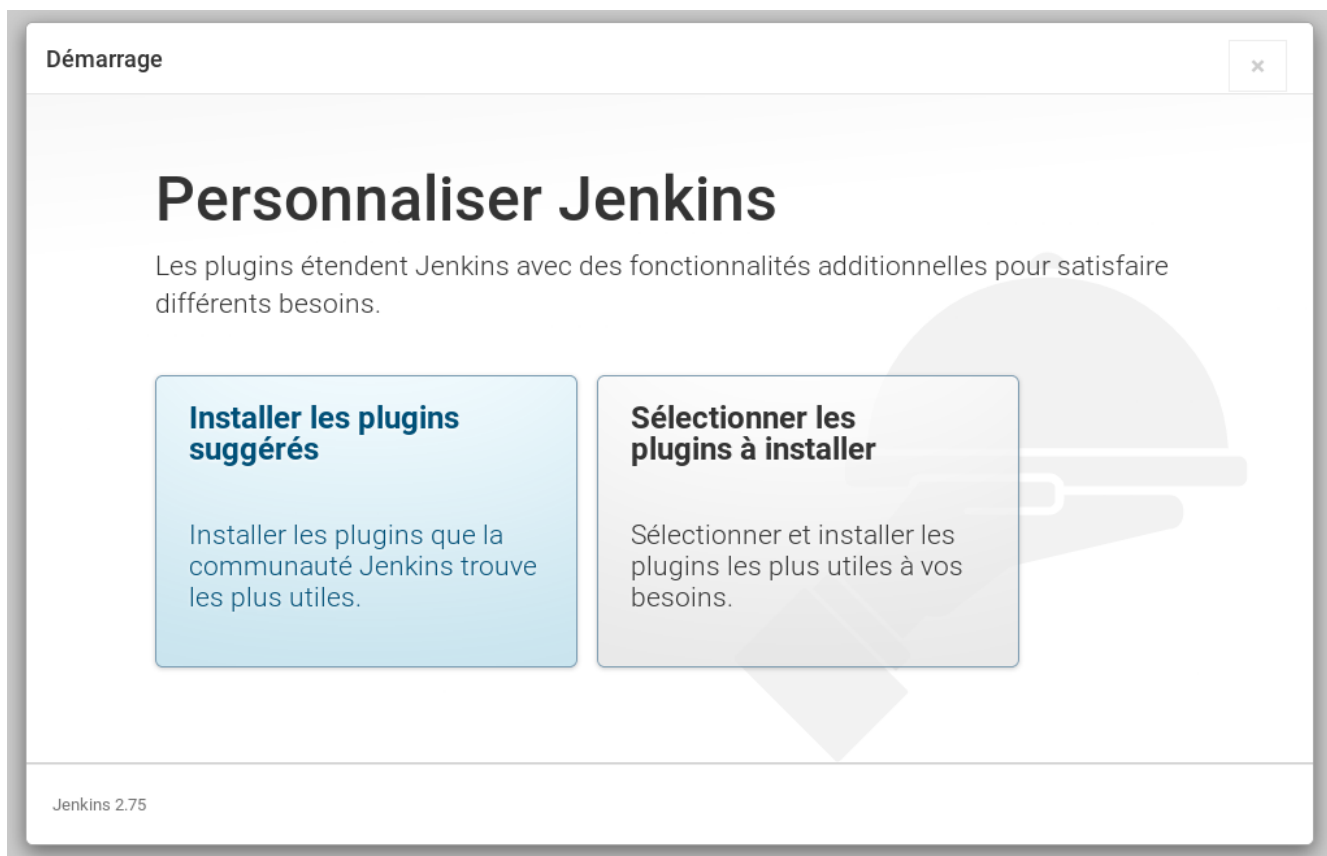 Démarrage
×
Personnaliser Jenkins
Les plugins étendent Jenkins avec des fonctionnalités additionnelles pour satisfaire
différents besoins.
Installer les plugins
suggérés
Installer les plugins que la
communauté Jenkins trouve
les plus utiles.
Sélectionner les
plugins à installer
Sélectionner et installer les
plugins les plus utiles à vos
besoins.
Jenkins 2.75